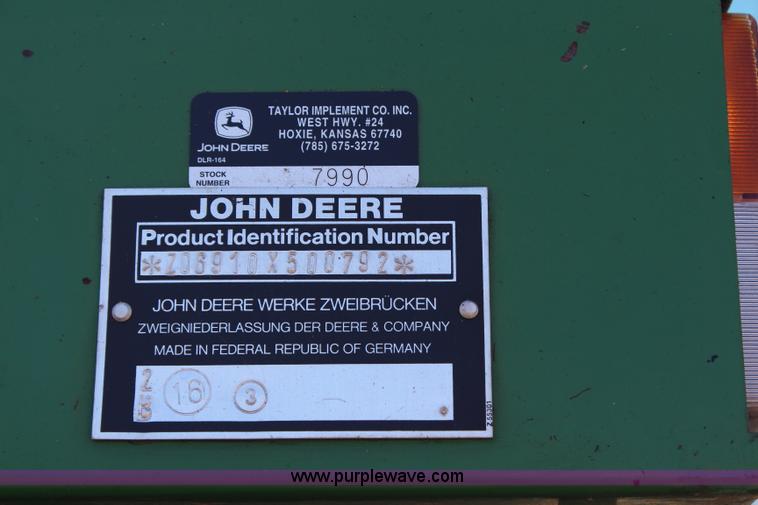 TAYLOR IMPLEMENT CO. INC.
WEST HWY. #24
HOXIE, KANSAS 67740
(785) 675-3272
JOHN DEERE
DLR-164
STOCK NUMBER 7990
JOHN DEERE
Product Identification Number
*Z06910X500792*
JOHN DEERE WERKE ZWEIBRÜCKEN
ZWEIGNIEDERLASSUNG DER DEERE & COMPANY
MADE IN FEDERAL REPUBLIC OF GERMANY
16 3
www.purplewave.com